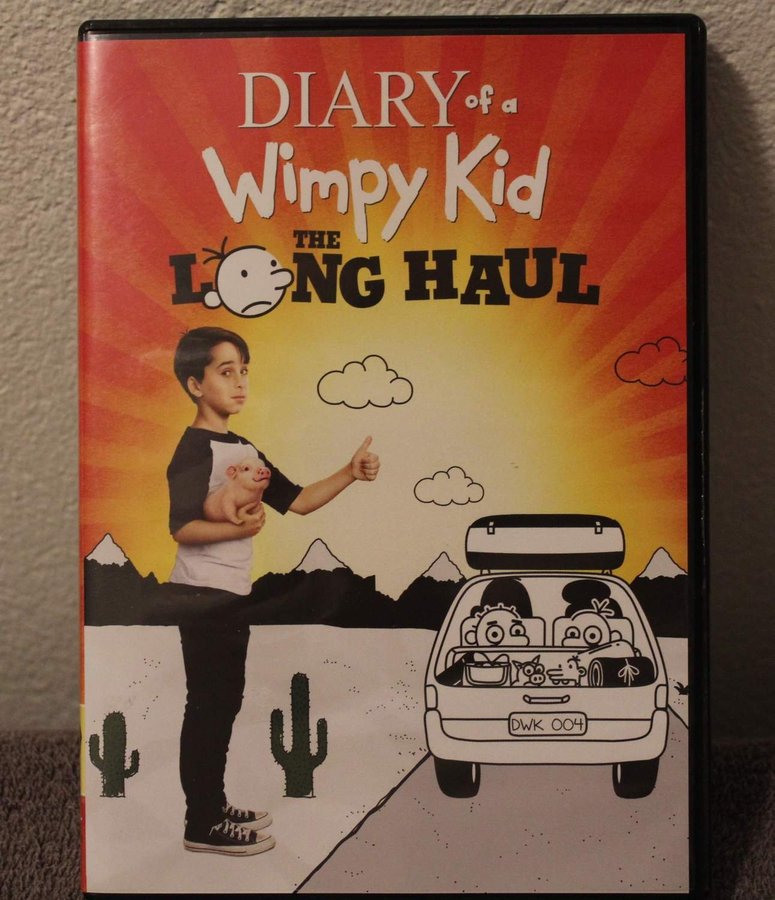 DIARY of a
Wimpy Kid
THE
LONG HAUL
DWK 004